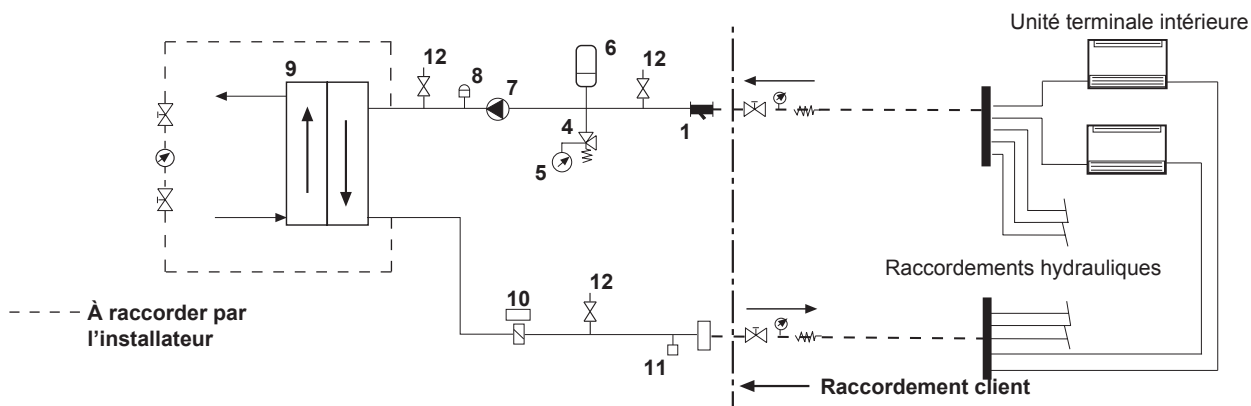 Unité terminale intérieure
12
6
12
9
8
7
4
1
5
Raccordements hydrauliques
12
10
À raccorder par
l’installateur
11
Raccordement client